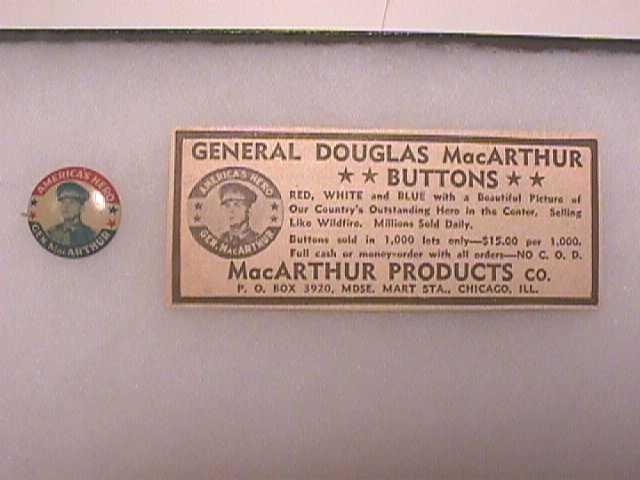 AMERICA'S HERO
GEN. MACARTHUR
GENERAL DOUGLAS MacARTHUR
★ ★ BUTTONS ★ ★
AMERICA'S HERO
GEN. MACARTHUR
RED, WHITE and BLUE with a Beautiful Picture of
Our Country's Outstanding Hero in the Center. Selling
Like Wildfire. Millions Sold Daily.
Buttons sold in 1,000 lots only—$15.00 per 1,000.
Full cash or money-order with all orders—NO C. O. D.
MacARTHUR PRODUCTS CO.
P. O. BOX 3920, MDSE. MART STA., CHICAGO, ILL.